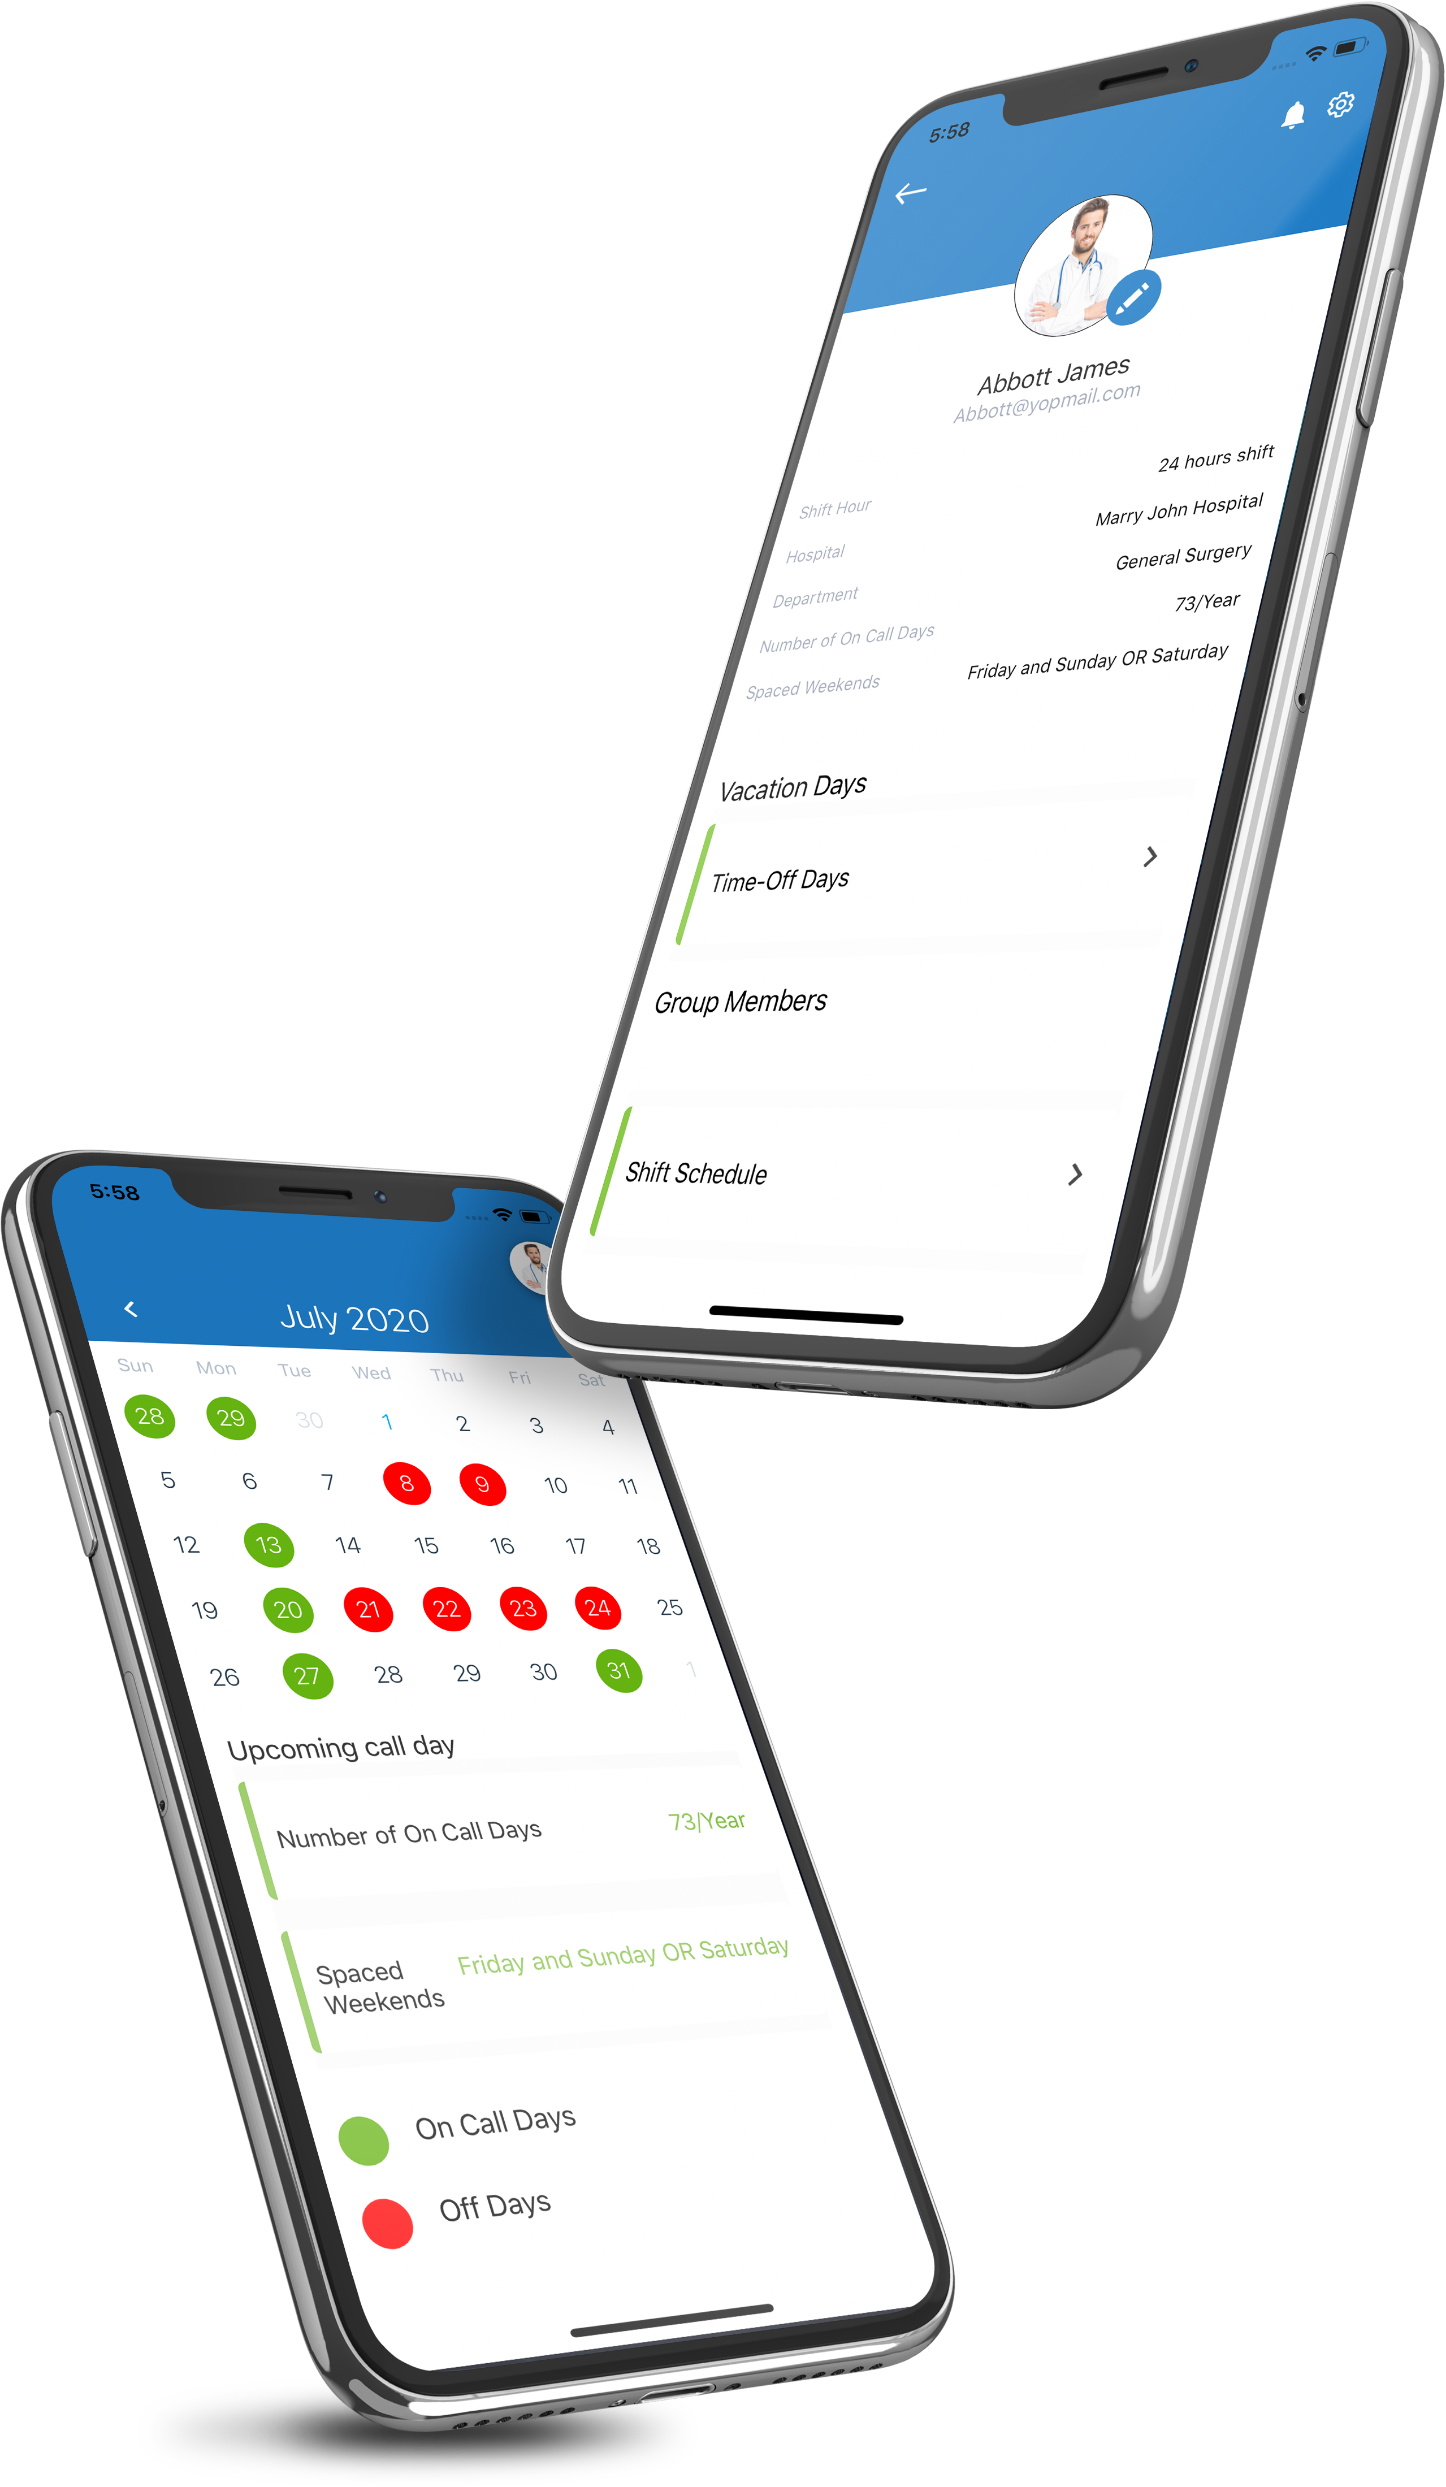 5:58
Abbott James
Abbott@yopmail.com
Shift Hour 24 hours shift
Hospital Marry John Hospital
Department General Surgery
Number of On Call Days 73/Year
Spaced Weekends Friday and Sunday OR Saturday
Vacation Days
Time-Off Days
Group Members
Shift Schedule
5:58
July 2020
Sun Mon Tue Wed Thu Fri Sat
28 29 30 1 2 3 4
5 6 7 8 9 10 11
12 13 14 15 16 17 18
19 20 21 22 23 24 25
26 27 28 29 30 31 1
Upcoming call day
Number of On Call Days 73/Year
Spaced Friday and Sunday OR Saturday
Weekends
On Call Days
Off Days